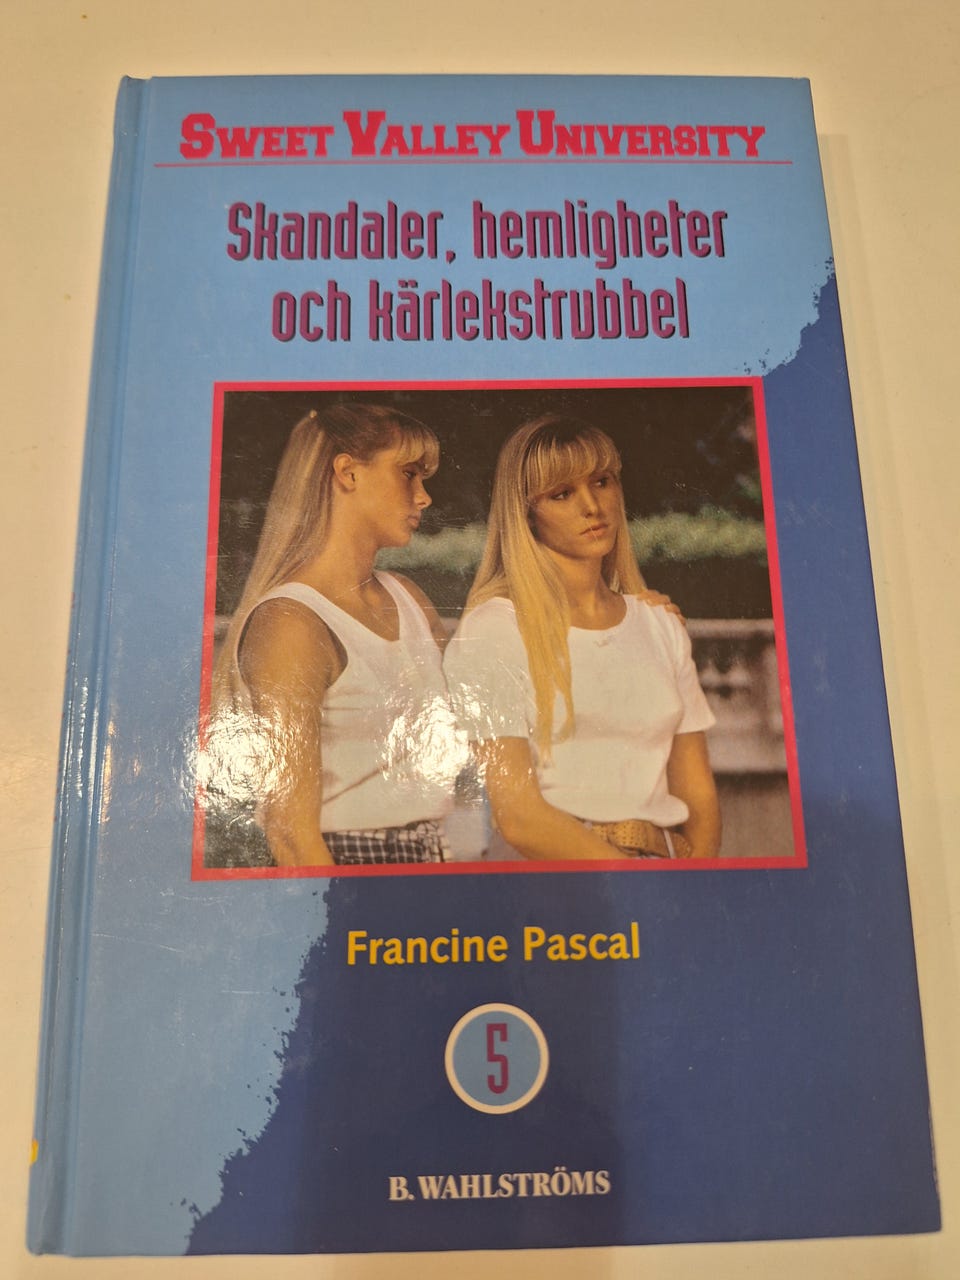 SWEET VALLEY UNIVERSITY
Skandaler, hemligheter
och kärlekstrubbel
Francine Pascal
5
B. WAHLSTRÖMS